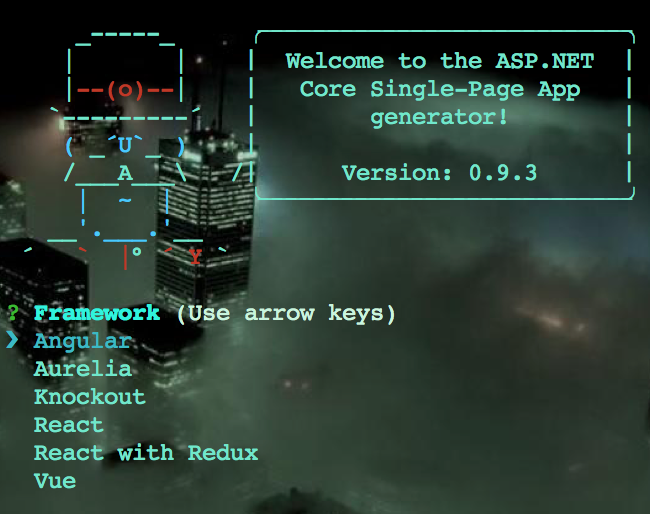 Welcome to the ASP.NET
Core Single-Page App
generator!
Version: 0.9.3
? Framework (Use arrow keys)
❯ Angular
Aurelia
Knockout
React
React with Redux
Vue